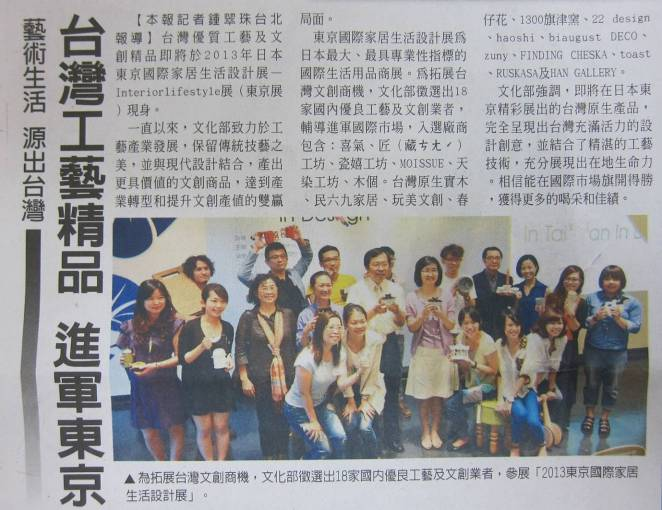 台灣工藝精品 進軍東京
藝術生活 源出台灣
【本報記者鍾翠珠台北
報導】台灣優質工藝及文
創精品即將於2013年日本
東京國際家居生活設計展－
Interiorlifestyle展（東京展
）現身。
一直以來，文化部致力於工
藝產業發展，保留傳統技藝之
美，並與現代設計結合，產出
更具價值的文創商品，達到產
業轉型和提升文創產值的雙贏
局面。
東京國際家居生活設計展為
日本最大、最具專業性指標的
國際生活用品商展。為拓展台
灣文創商機，文化部徵選出18
家國內優良工藝及文創業者，
輔導進軍國際市場，入選廠商
包含：喜氣、匠（藏ㄘㄤˊ）
工坊、瓷嬉工坊、MOISSUE、天
染工坊、木個。台灣原生實木
、民六九家居、玩美文創、春
仔花、1300旗津窯、22 design
、haoshi、biaugust DECO、
zuny、FINDING CHESKA、toast
、RUSKASA及HAN GALLERY。
文化部強調，即將在日本東
京精彩展出的台灣原生產品，
完全呈現出台灣充滿活力的設
計創意，並結合了精湛的工藝
技術，充分展現出在地生命力
。相信能在國際市場旗開得勝
，獲得更多的喝采和佳績。
in Design
in Tai an in D
▲為拓展台灣文創商機，文化部徵選出18家國內優良工藝及文創業者，參展「2013東京國際家居
生活設計展」。